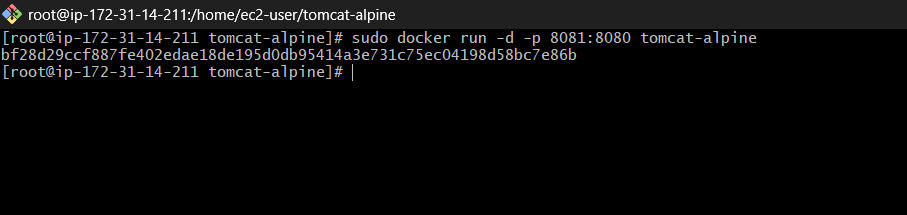 root@ip-172-31-14-211:/home/ec2-user/tomcat-alpine
[root@ip-172-31-14-211 tomcat-alpine]# sudo docker run -d -p 8081:8080 tomcat-alpine
bf28d29ccf887fe402edae18de195d0db95414a3e731c75ec04198d58bc7e86b
[root@ip-172-31-14-211 tomcat-alpine]#